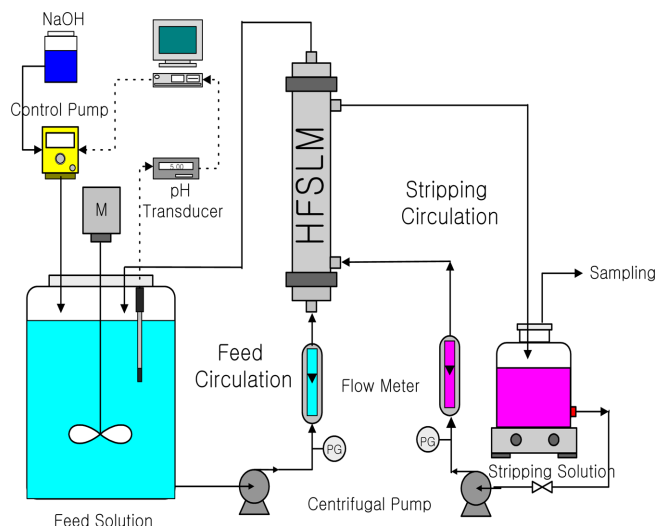 NaOH
Control Pump
5.00
pH
Transducer
M
HFSLM
Stripping
Circulation
Sampling
Feed
Circulation
Flow Meter
PG
PG
Stripping Solution
Centrifugal Pump
Feed Solution